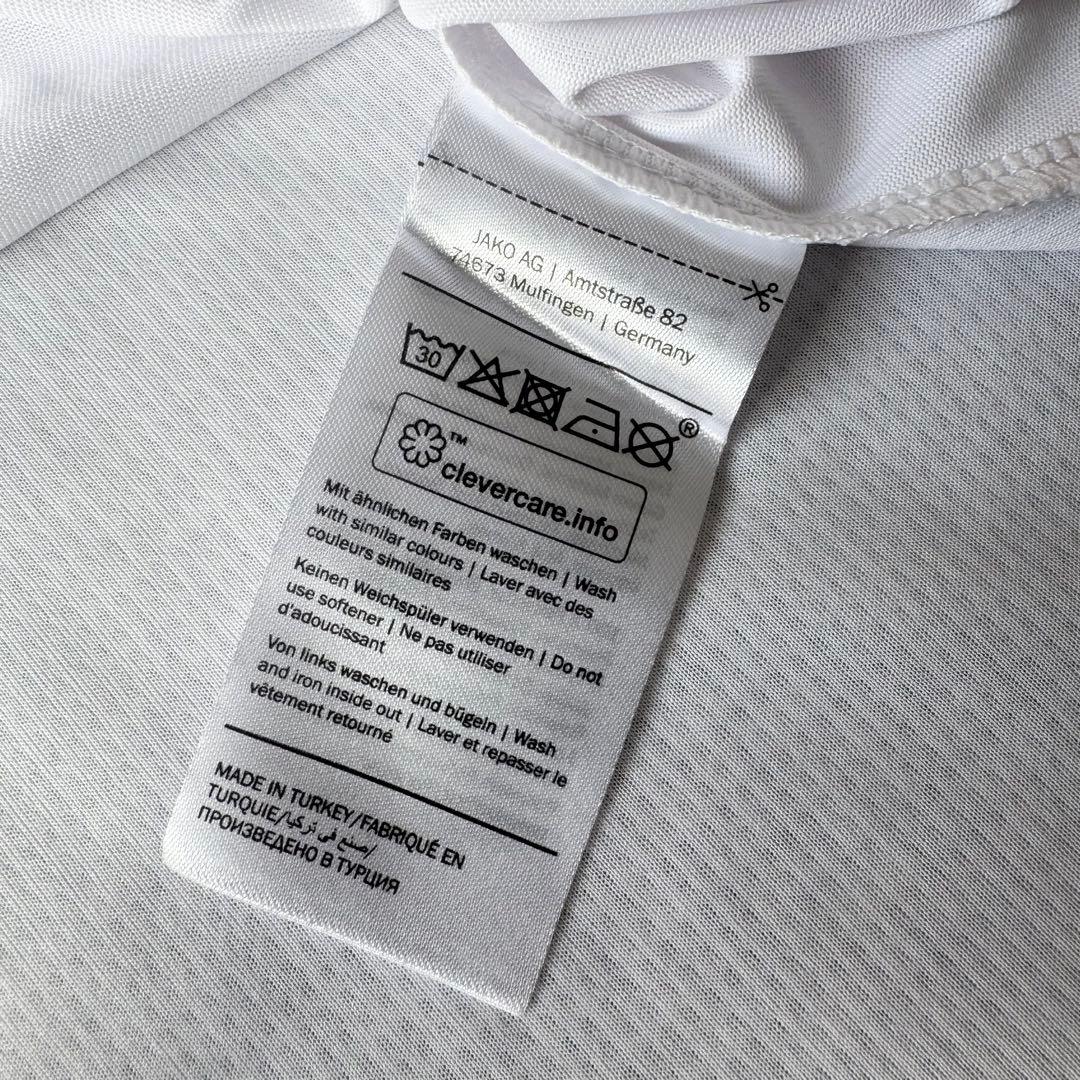 JAKO AG | Amtstraße 82
74673 Mulfingen | Germany
30
®
™
clevercare.info
Mit ähnlichen Farben waschen | Wash
with similar colours | Laver avec des
couleurs similaires
Keinen Weichspüler verwenden | Do not
use softener | Ne pas utiliser
d'adoucissant
Von links waschen und bügeln | Wash
and iron inside out | Laver et repasser le
vêtement retourné
MADE IN TURKEY/FABRIQUÉ EN
TURQUIE/صنع في تركيا/
ПРОИЗВЕДЕНО В ТУРЦИЯ